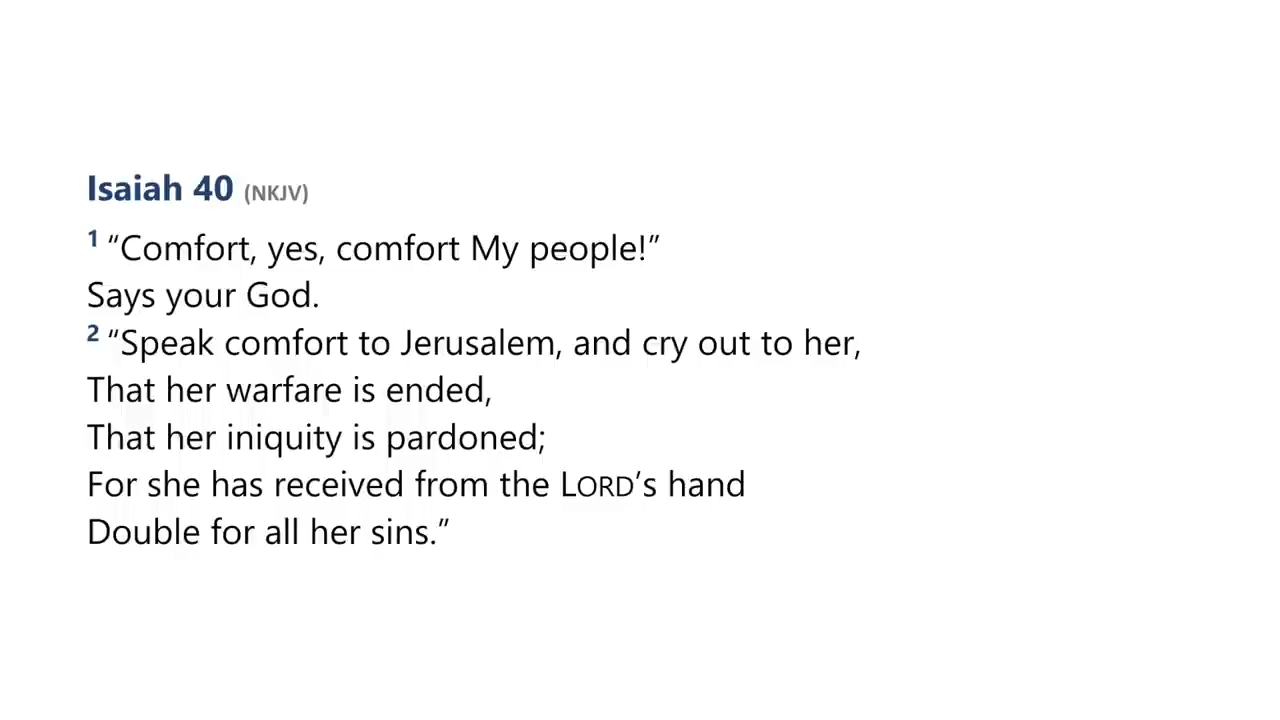 Isaiah 40 (NKJV)
1 “Comfort, yes, comfort My people!”
Says your God.
2 “Speak comfort to Jerusalem, and cry out to her,
That her warfare is ended,
That her iniquity is pardoned;
For she has received from the LORD’s hand
Double for all her sins.”